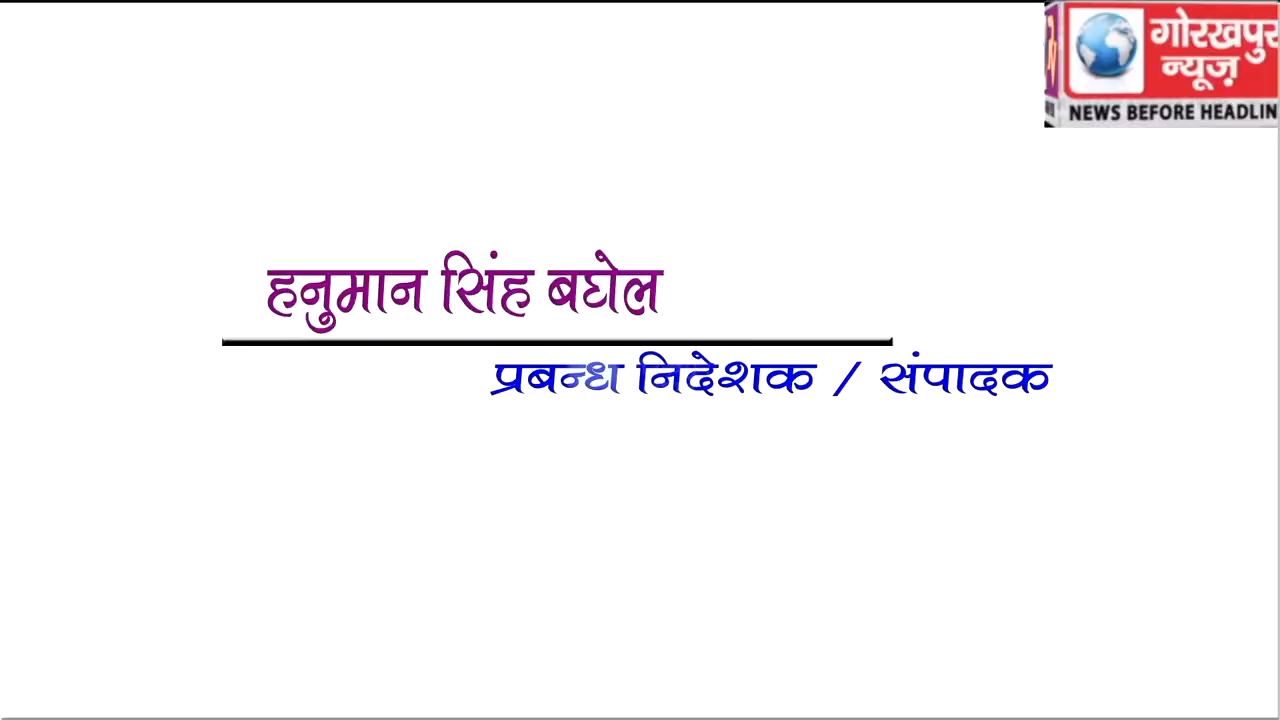 गोरखपुर
न्यूज़
NEWS BEFORE HEADLIN
हनुमान सिंह बघेल
प्रबन्ध निदेशक / संपादक